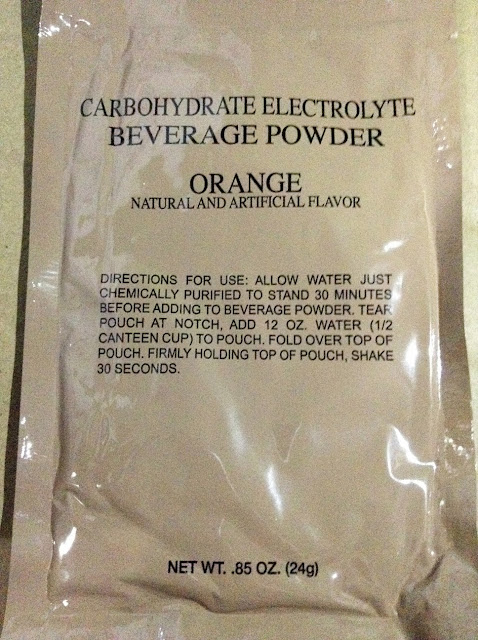 CARBOHYDRATE ELECTROLYTE
BEVERAGE POWDER
ORANGE
NATURAL AND ARTIFICIAL FLAVOR
DIRECTIONS FOR USE: ALLOW WATER JUST
CHEMICALLY PURIFIED TO STAND 30 MINUTES
BEFORE ADDING TO BEVERAGE POWDER. TEAR
POUCH AT NOTCH, ADD 12 OZ. WATER (1/2
CANTEEN CUP) TO POUCH. FOLD OVER TOP OF
POUCH. FIRMLY HOLDING TOP OF POUCH, SHAKE
30 SECONDS.
NET WT. .85 OZ. (24g)